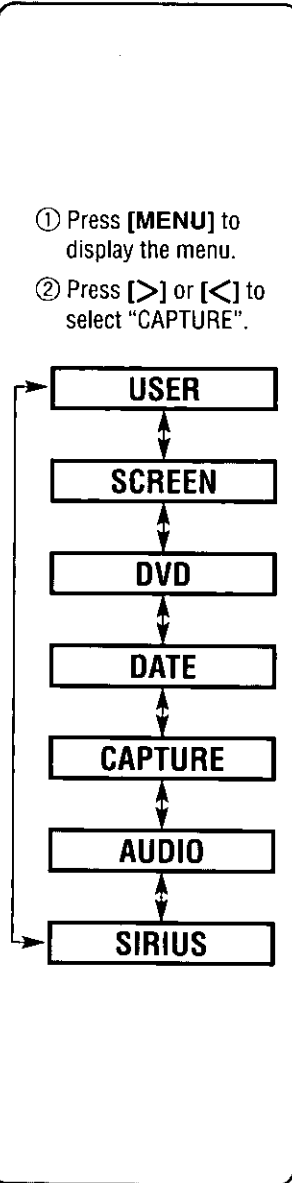 ① Press [MENU] to
display the menu.
② Press [>] or [<] to
select “CAPTURE”.
USER
SCREEN
DVD
DATE
CAPTURE
AUDIO
SIRIUS